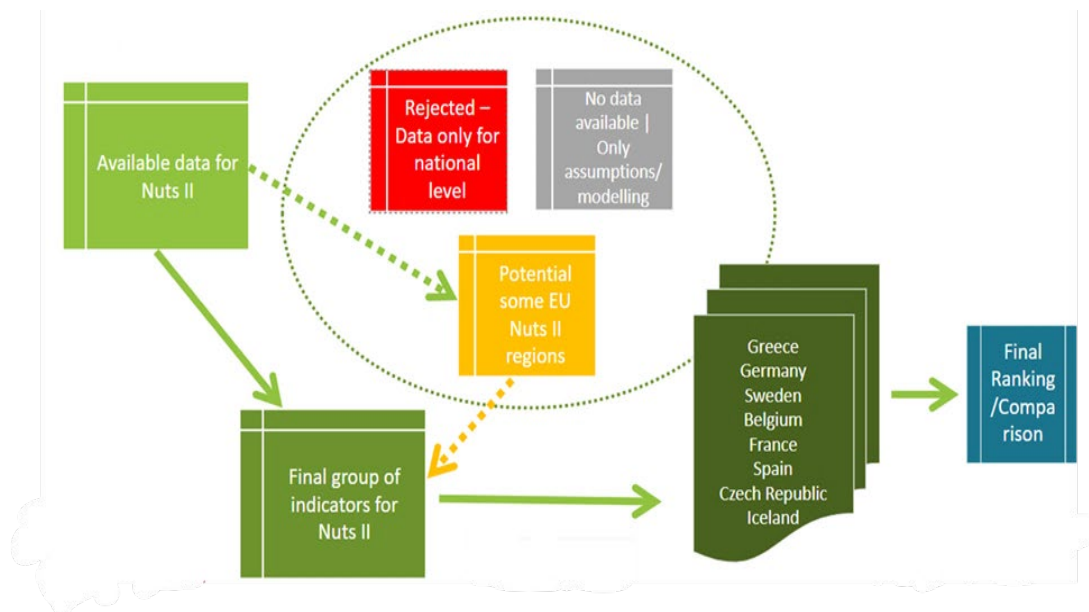 Available data for
Nuts II
Rejected –
Data only for
national
level
No data
available |
Only
assumptions/
modelling
Potential
some EU
Nuts II
regions
Final group of
indicators for
Nuts II
Greece
Germany
Sweden
Belgium
France
Spain
Czech Republic
Iceland
Final
Ranking
/Compa
rison